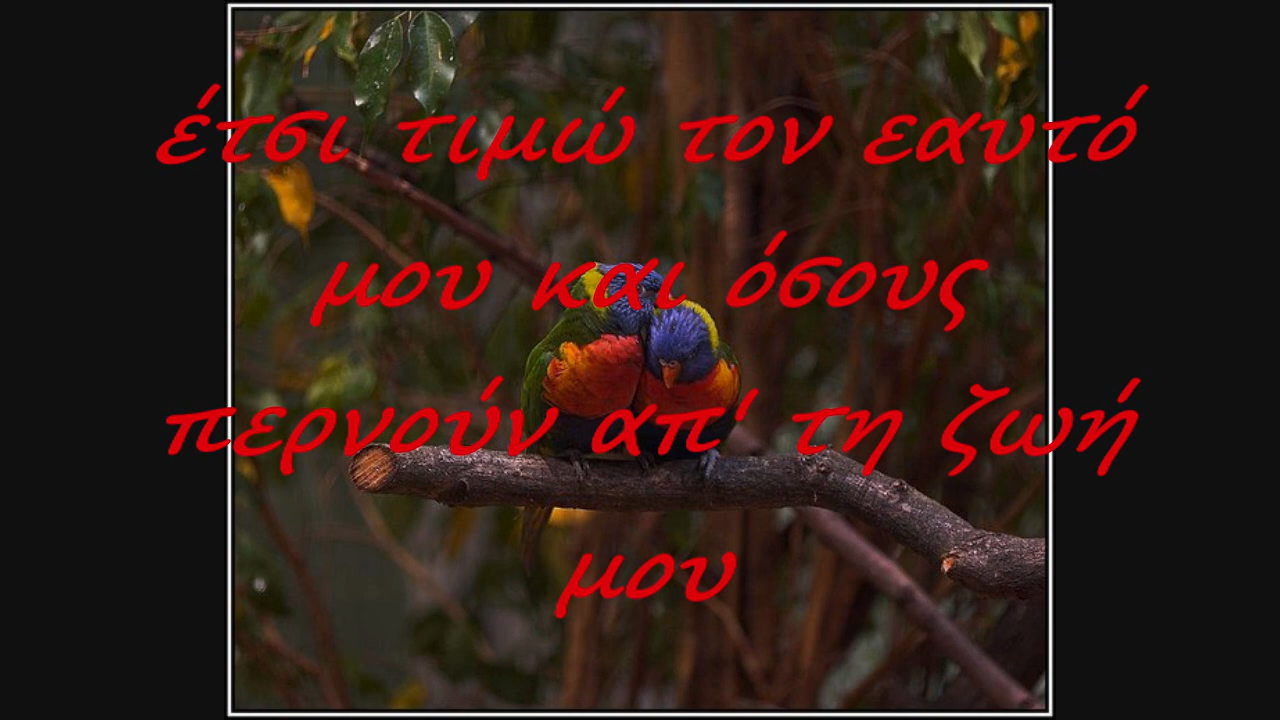 έτσι τιμώ τον εαυτό
μου και όσους
περνούν απ' τη ζωή
μου